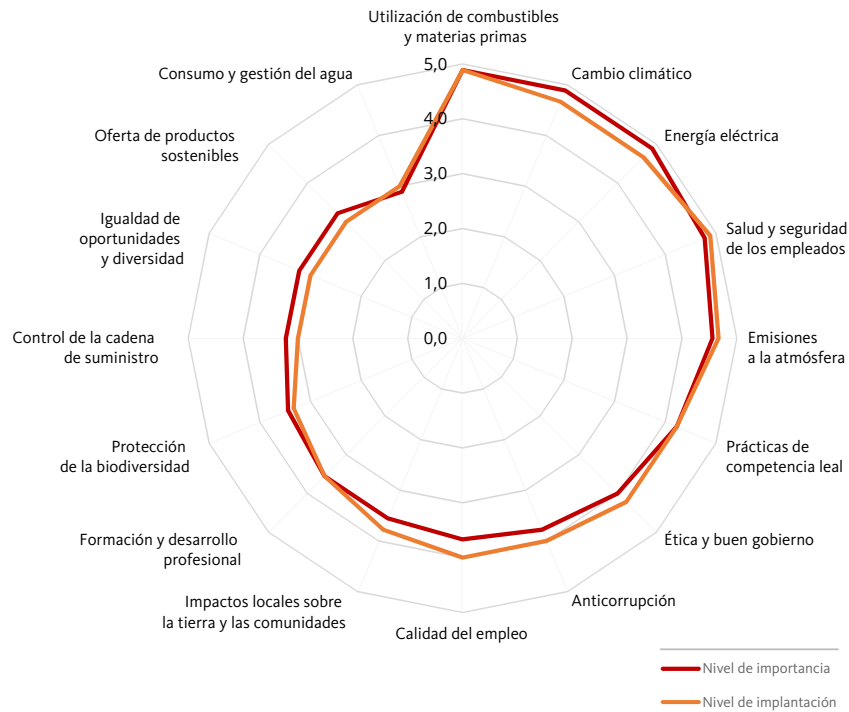 Utilización de combustibles
y materias primas
Cambio climático
Energía eléctrica
Salud y seguridad
de los empleados
Emisiones
a la atmósfera
Prácticas de
competencia leal
Ética y buen gobierno
Anticorrupción
Calidad del empleo
Impactos locales sobre
la tierra y las comunidades
Formación y desarrollo
profesional
Protección
de la biodiversidad
Control de la cadena
de suministro
Igualdad de
oportunidades
y diversidad
Oferta de productos
sostenibles
Consumo y gestión del agua
5,0
4,0
3,0
2,0
1,0
0,0
Nivel de importancia
Nivel de implantación